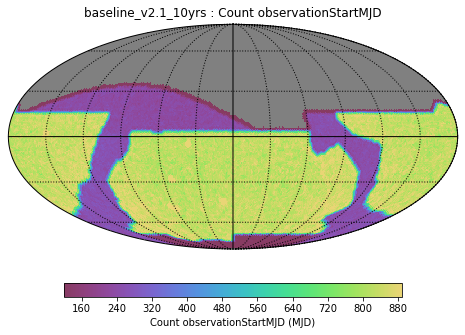 baseline_v2.1_10yrs : Count observationStartMJD
160 240 320 400 480 560 640 720 800 880
Count observationStartMJD (MJD)